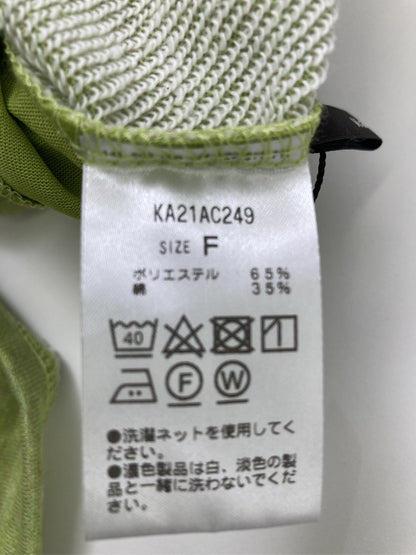 KA21AC249
SIZE F
ポリエステル 65%
綿 35%
40
F W
●洗濯ネットを使用してく
ださい。
●濃色製品は白、淡色の製
品と一緒に洗わないでくだ
さい。